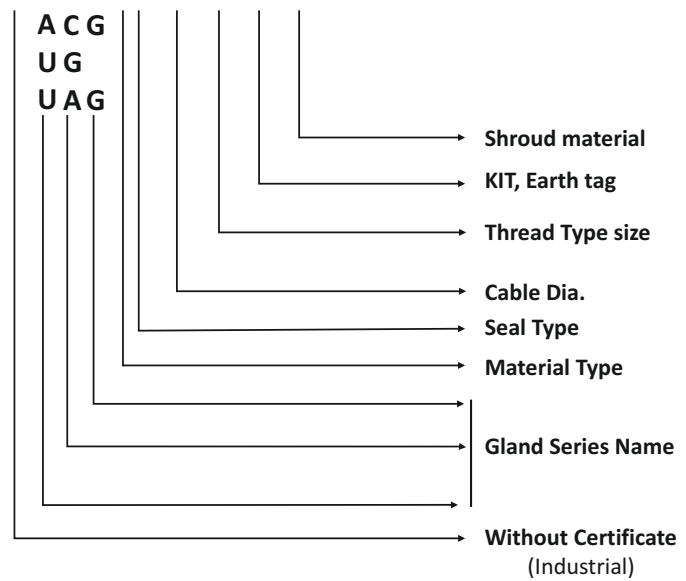 A C G
U G
U A G
Shroud material
KIT, Earth tag
Thread Type size
Cable Dia.
Seal Type
Material Type
Gland Series Name
Without Certificate
(Industrial)